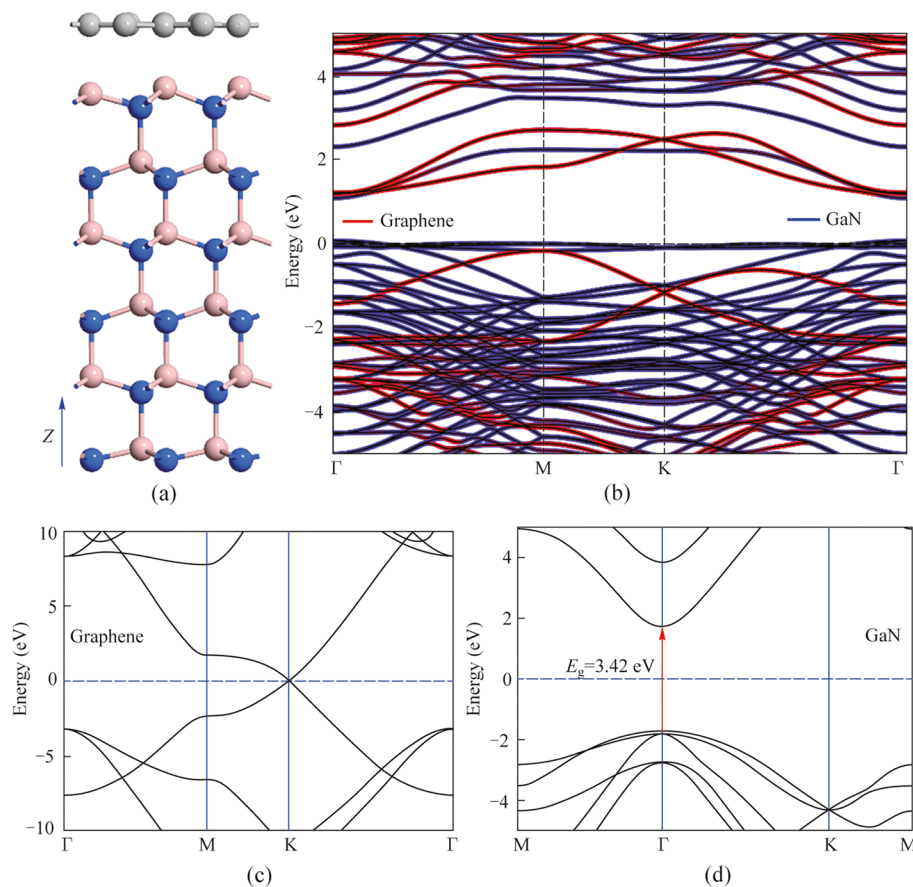 Z
(a)
4
2
0
−2
−4
Energy (eV)
Graphene
GaN
Γ
M
K
Γ
(b)
10
5
0
−5
−10
Energy (eV)
Graphene
Γ
M
K
Γ
(c)
4
2
0
−2
−4
Energy (eV)
E_g=3.42 eV
GaN
M
Γ
K
M
(d)